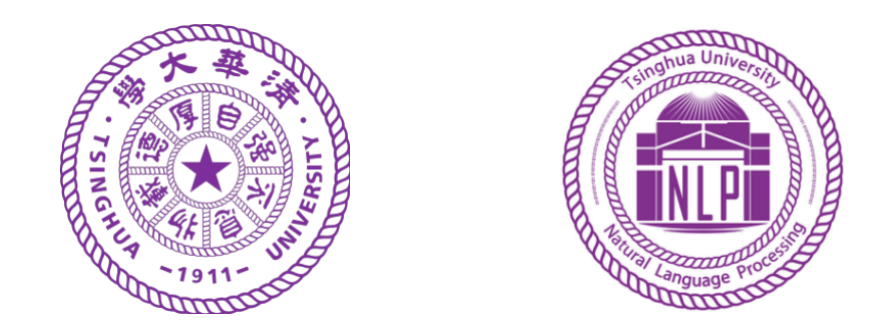 學大華清
自强不息
厚德載物
· TSINGHUA UNIVERSITY ·
-1911-
Tsinghua University
NLP
Natural Language Processing